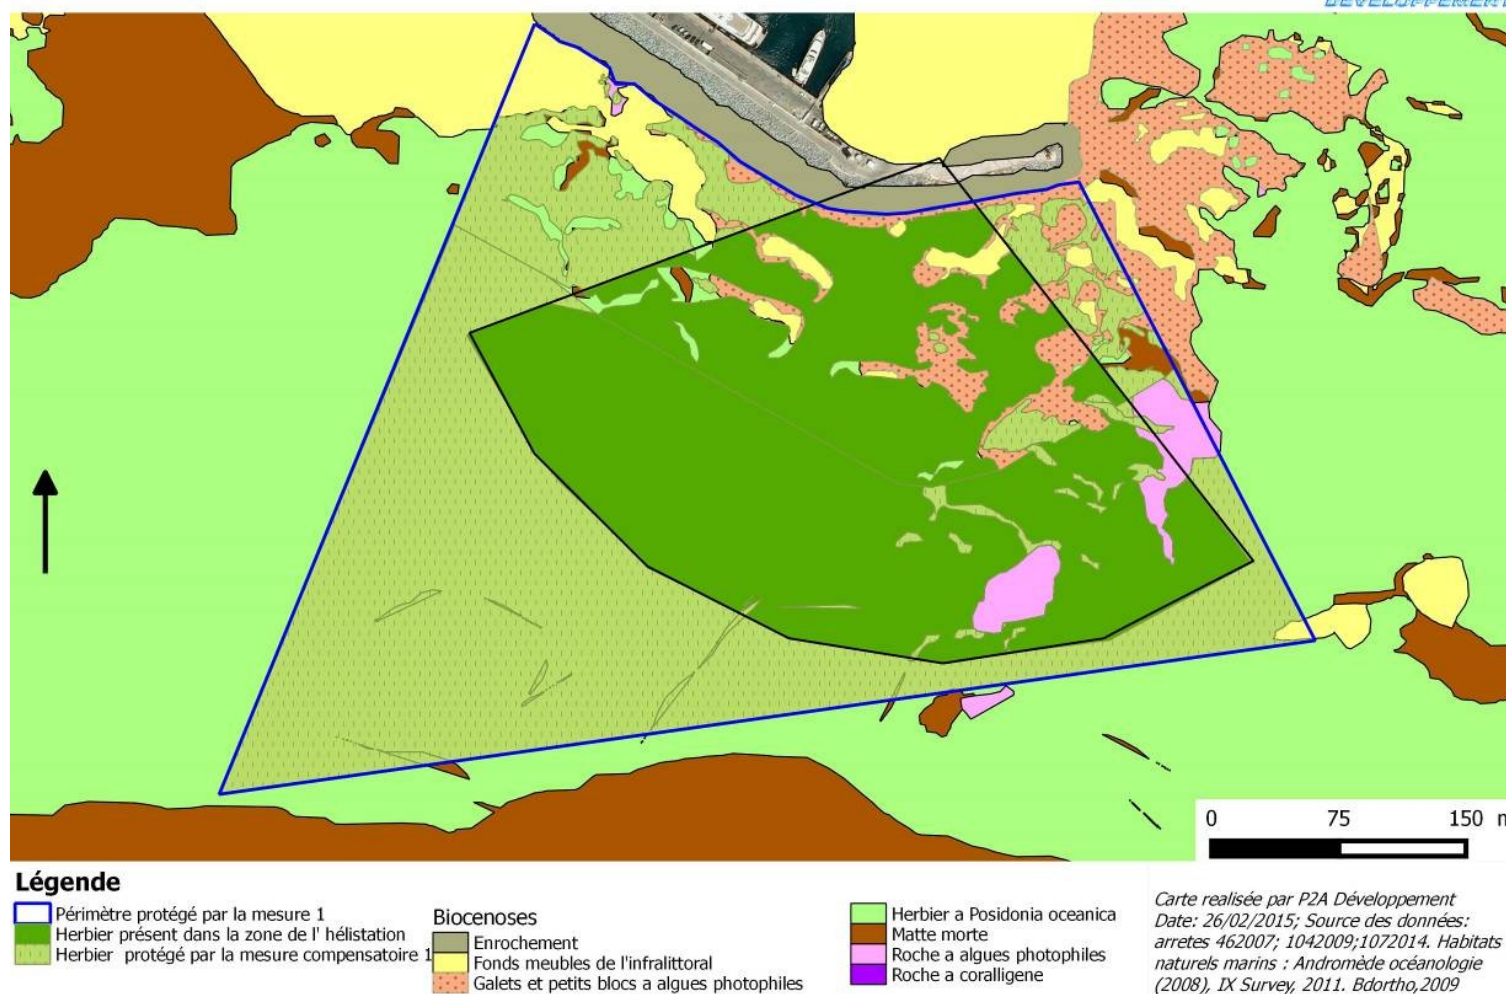 DEVELOPPEMENT
0 75 150 m
Légende
Périmètre protégé par la mesure 1
Herbier présent dans la zone de l' hélistation
Herbier protégé par la mesure compensatoire 1
Biocenoses
Enrochement
Fonds meubles de l'infralittoral
Galets et petits blocs a algues photophiles
Herbier a Posidonia oceanica
Matte morte
Roche a algues photophiles
Roche a coralligene
Carte realisée par P2A Développement
Date: 26/02/2015; Source des données:
arretes 462007; 1042009;1072014. Habitats
naturels marins : Andromède océanologie
(2008), IX Survey, 2011. Bdortho,2009